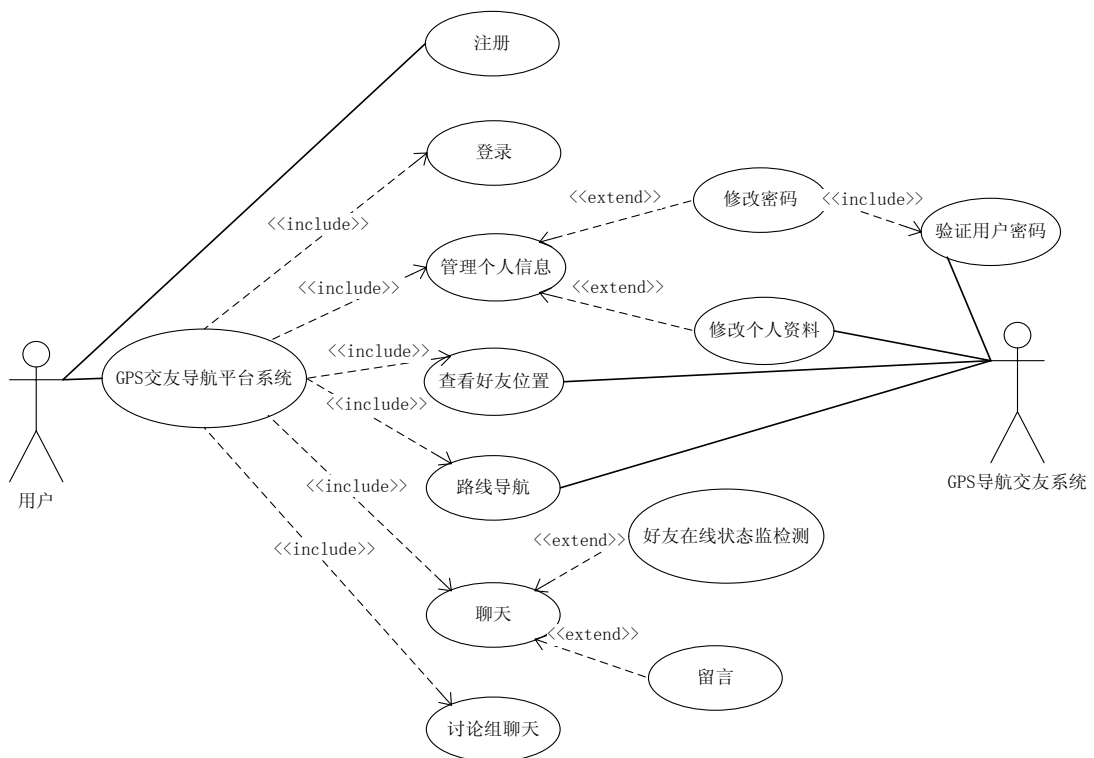 注册
登录
<<extend>>
修改密码
<<include>>
<<include>>
验证用户密码
管理个人信息
<<include>>
<<extend>>
修改个人资料
<<include>>
GPS交友导航平台系统
查看好友位置
<<include>>
用户
路线导航
GPS导航交友系统
<<include>>
<<extend>>
好友在线状态监检测
<<include>>
聊天
<<extend>>
留言
讨论组聊天